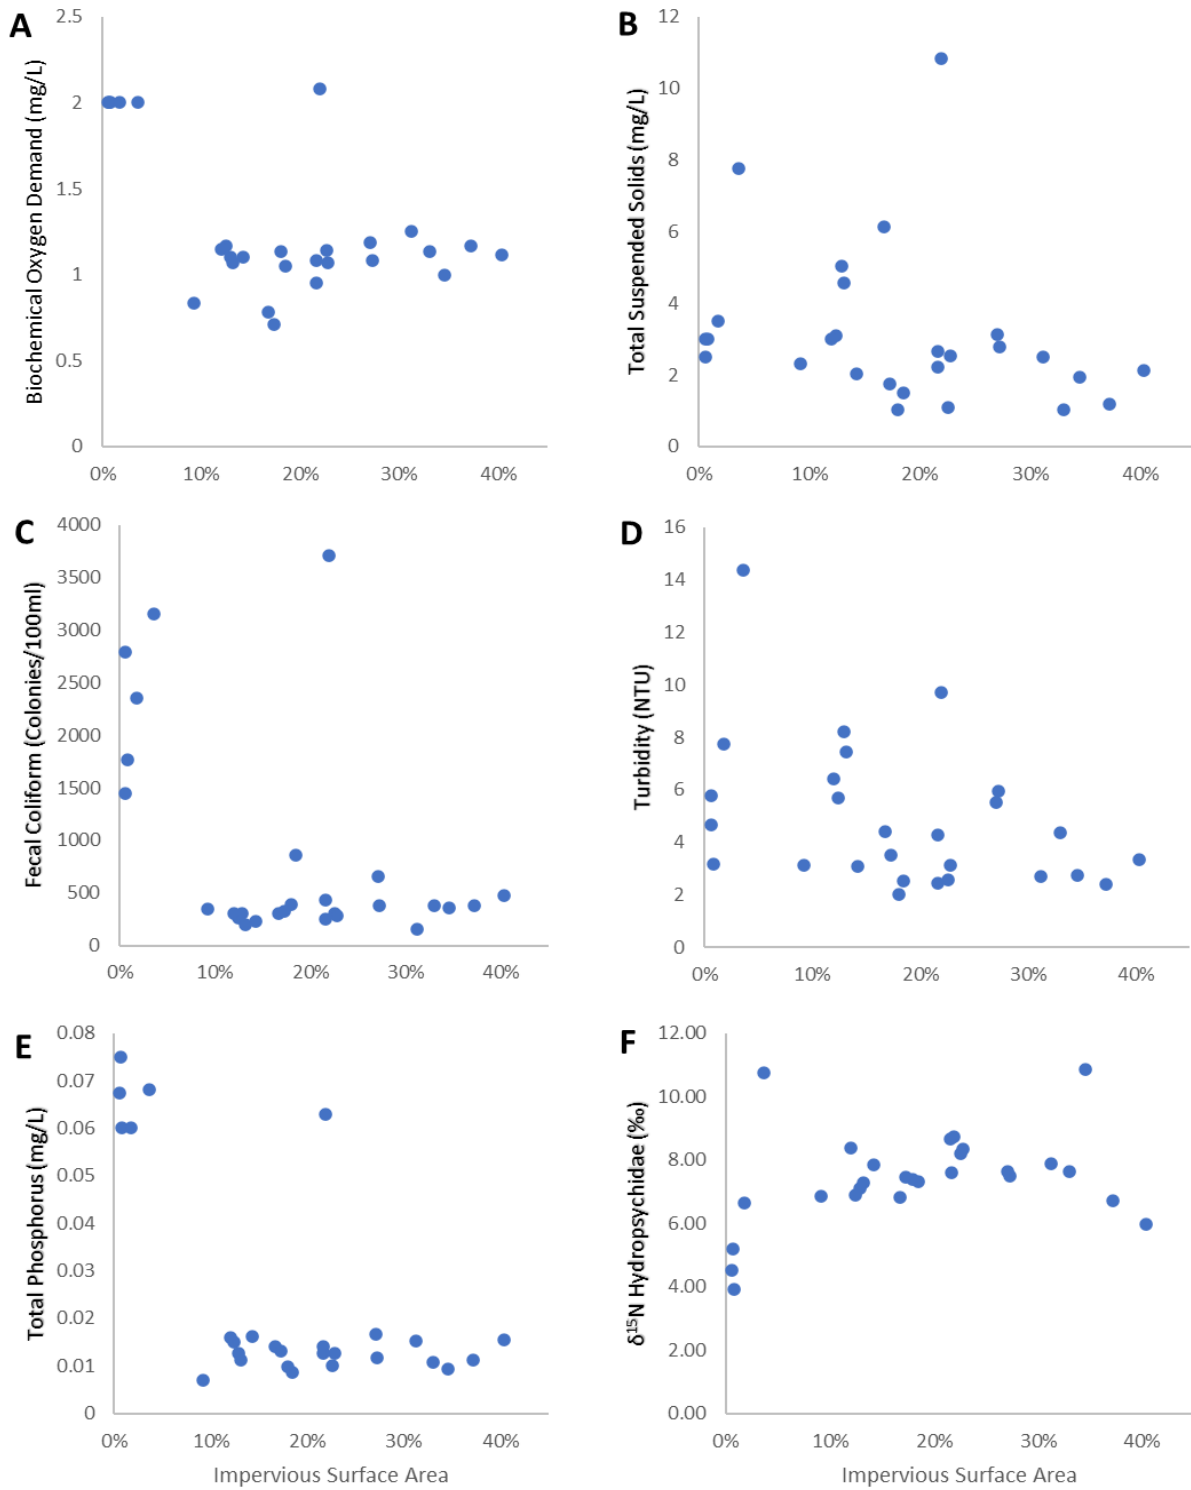 A
Biochemical Oxygen Demand (mg/L)
2.5
2
1.5
1
0.5
0
0% 10% 20% 30% 40%
B
Total Suspended Solids (mg/L)
12
10
8
6
4
2
0
0% 10% 20% 30% 40%
C
Fecal Coliform (Colonies/100ml)
4000
3500
3000
2500
2000
1500
1000
500
0
0% 10% 20% 30% 40%
D
Turbidity (NTU)
16
14
12
10
8
6
4
2
0
0% 10% 20% 30% 40%
E
Total Phosphorus (mg/L)
0.08
0.07
0.06
0.05
0.04
0.03
0.02
0.01
0
0% 10% 20% 30% 40%
Impervious Surface Area
F
δ¹⁵N Hydropsychidae (‰)
12.00
10.00
8.00
6.00
4.00
2.00
0.00
0% 10% 20% 30% 40%
Impervious Surface Area